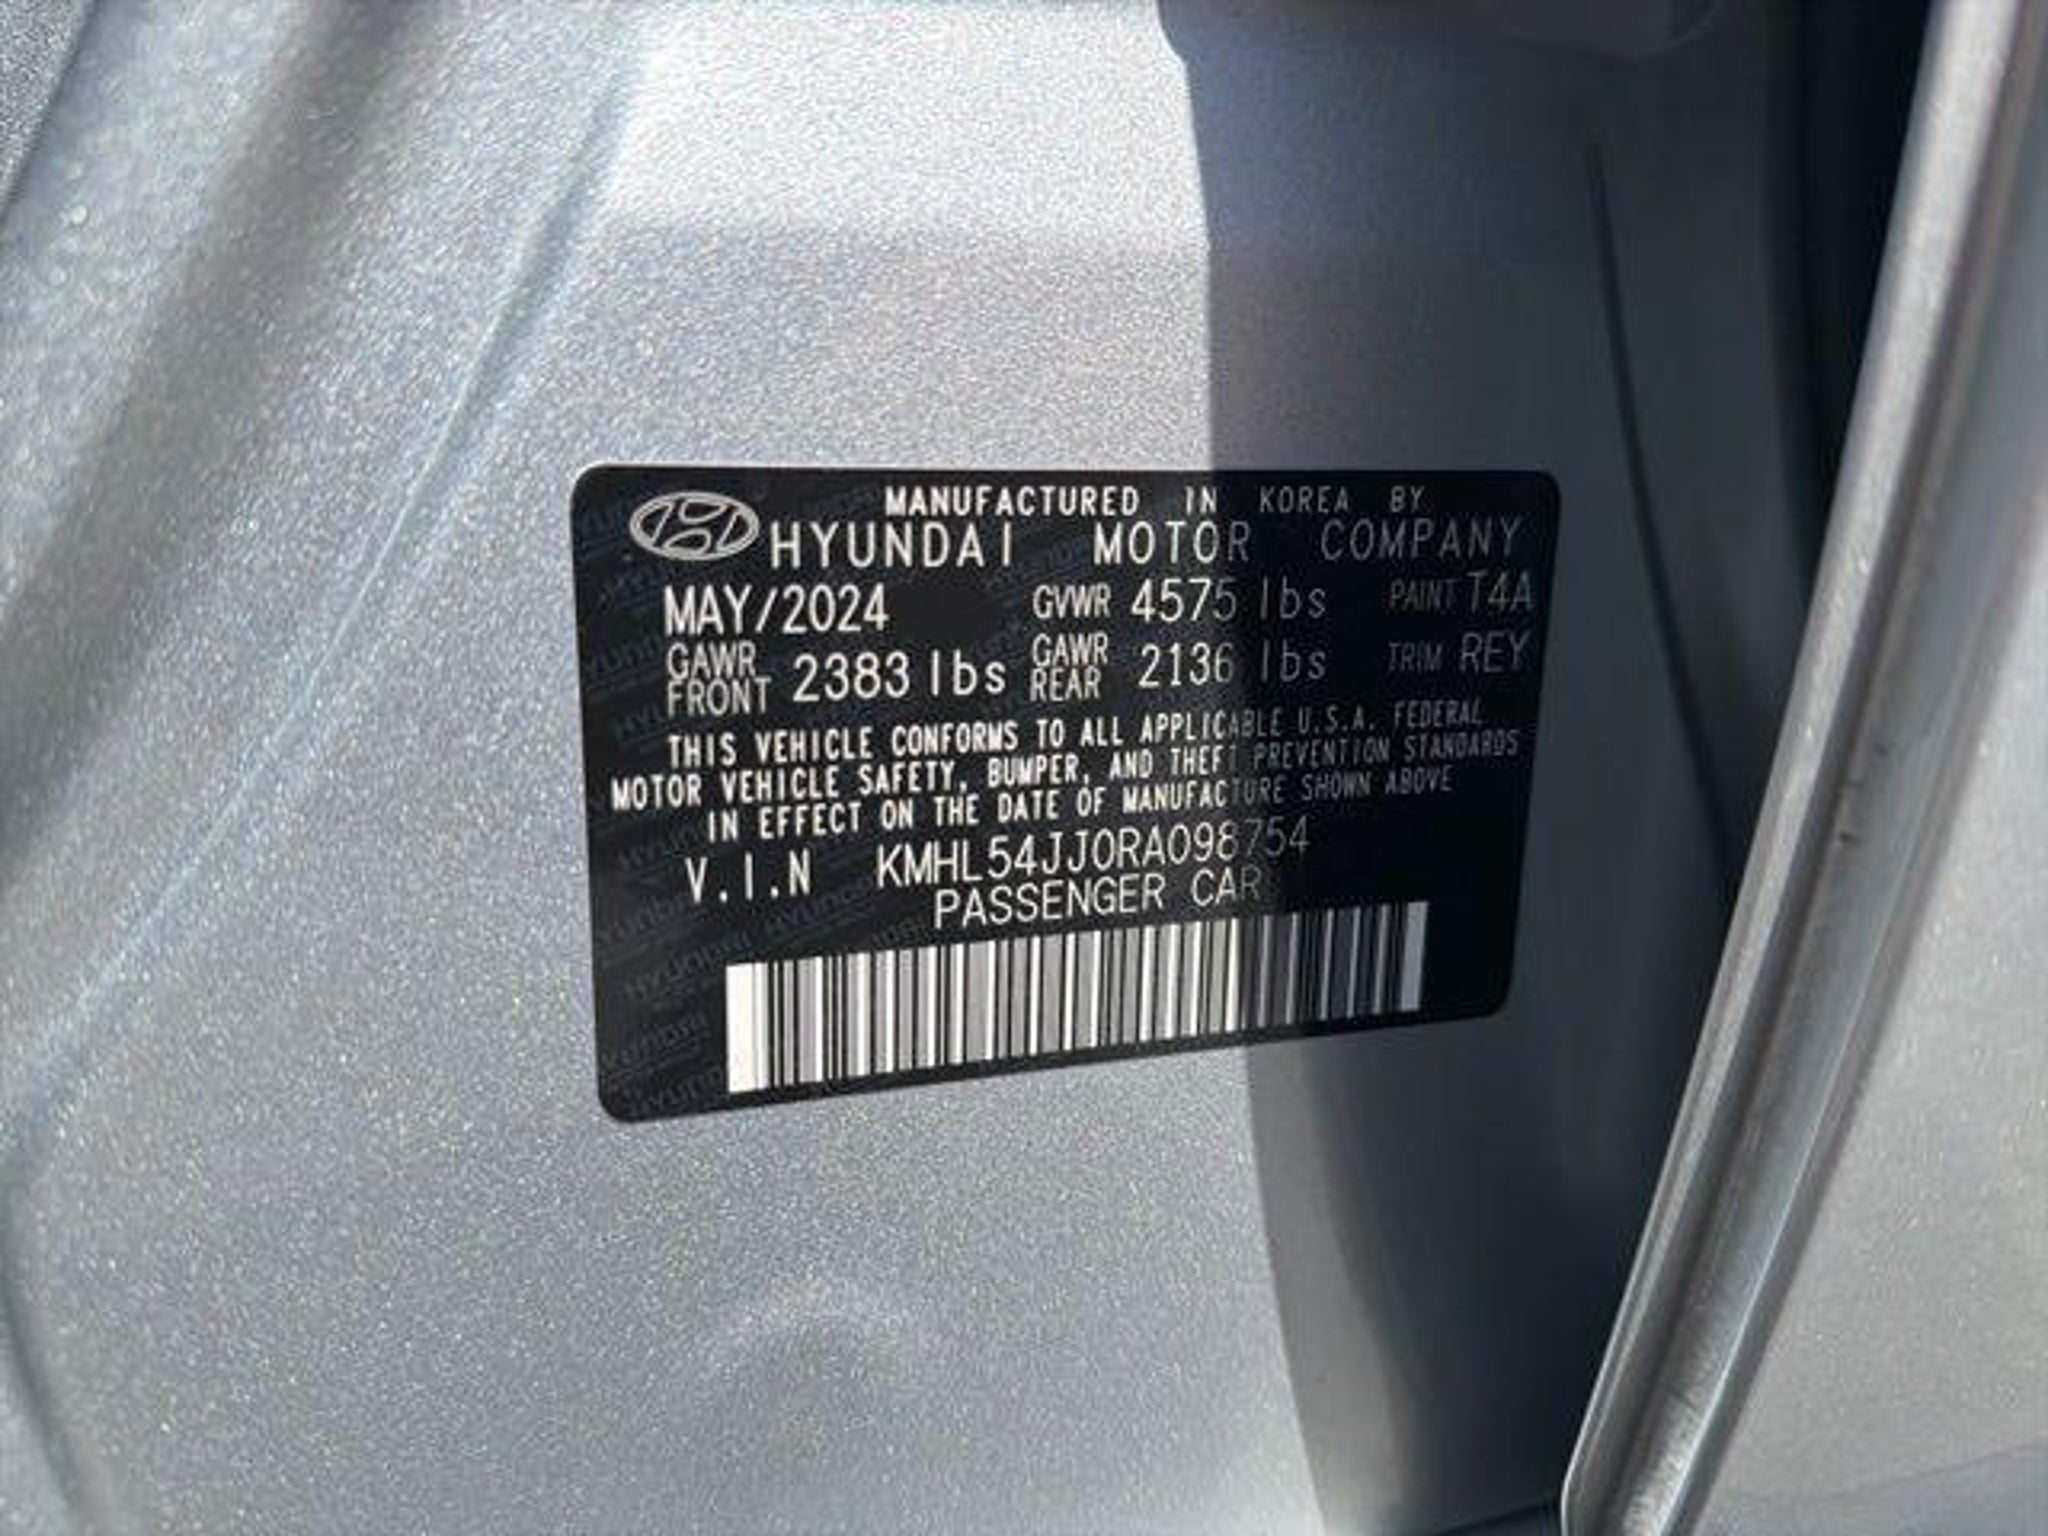 MANUFACTURED IN KOREA BY
HYUNDAI MOTOR COMPANY
MAY/2024 GVWR 4575 lbs PAINT T4A
GAWR FRONT 2383 lbs GAWR REAR 2136 lbs TRIM REY
THIS VEHICLE CONFORMS TO ALL APPLICABLE U.S.A. FEDERAL
MOTOR VEHICLE SAFETY, BUMPER, AND THEFT PREVENTION STANDARDS
IN EFFECT ON THE DATE OF MANUFACTURE SHOWN ABOVE
V.I.N KMHL54JJ0RA098754
PASSENGER CAR